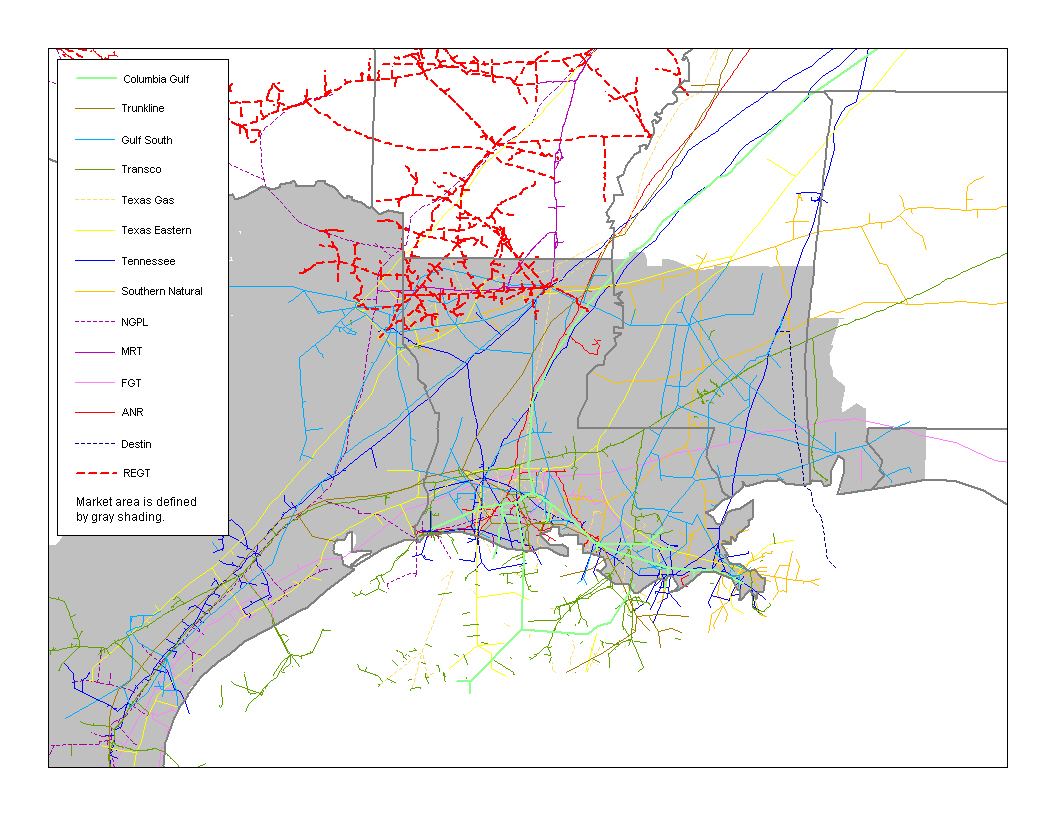 Columbia Gulf
Trunkline
Gulf South
Transco
Texas Gas
Texas Eastern
Tennessee
Southern Natural
NGPL
MRT
FGT
ANR
Destin
REGT
Market area is defined
by gray shading.